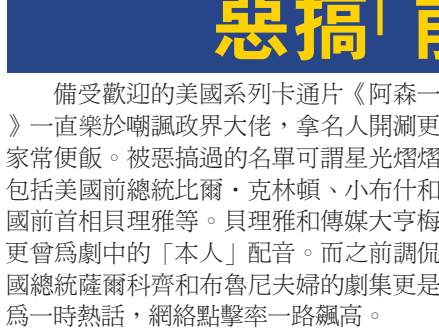 惡搞「
備受歡迎的美國系列卡通片《阿森一
》一直樂於嘲諷政界大佬,拿名人開涮更
家常便飯。被惡搞過的名單可謂星光熠熠
包括美國前總統比爾·克林頓、小布什和
國前首相貝理雅等。貝理雅和傳媒大亨梅
更曾爲劇中的「本人」配音。而之前調侃
國總統薩爾科齊和布魯尼夫婦的劇集更是
爲一時熱話,網絡點擊率一路飆高。